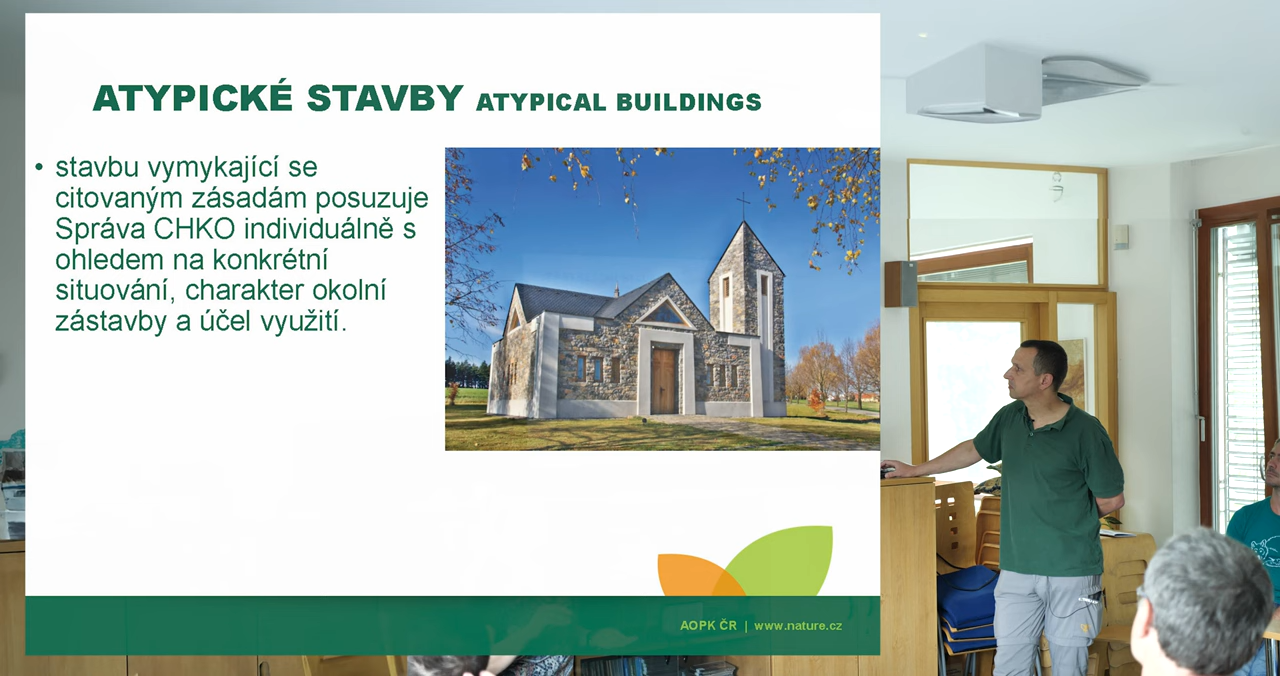 ATYPICKÉ STAVBY ATYPICAL BUILDINGS
• stavbu vymykající se
citovaným zásadám posuzuje
Správa CHKO individuálně s
ohledem na konkrétní
situování, charakter okolní
zástavby a účel využití.
AOPK ČR | www.nature.cz